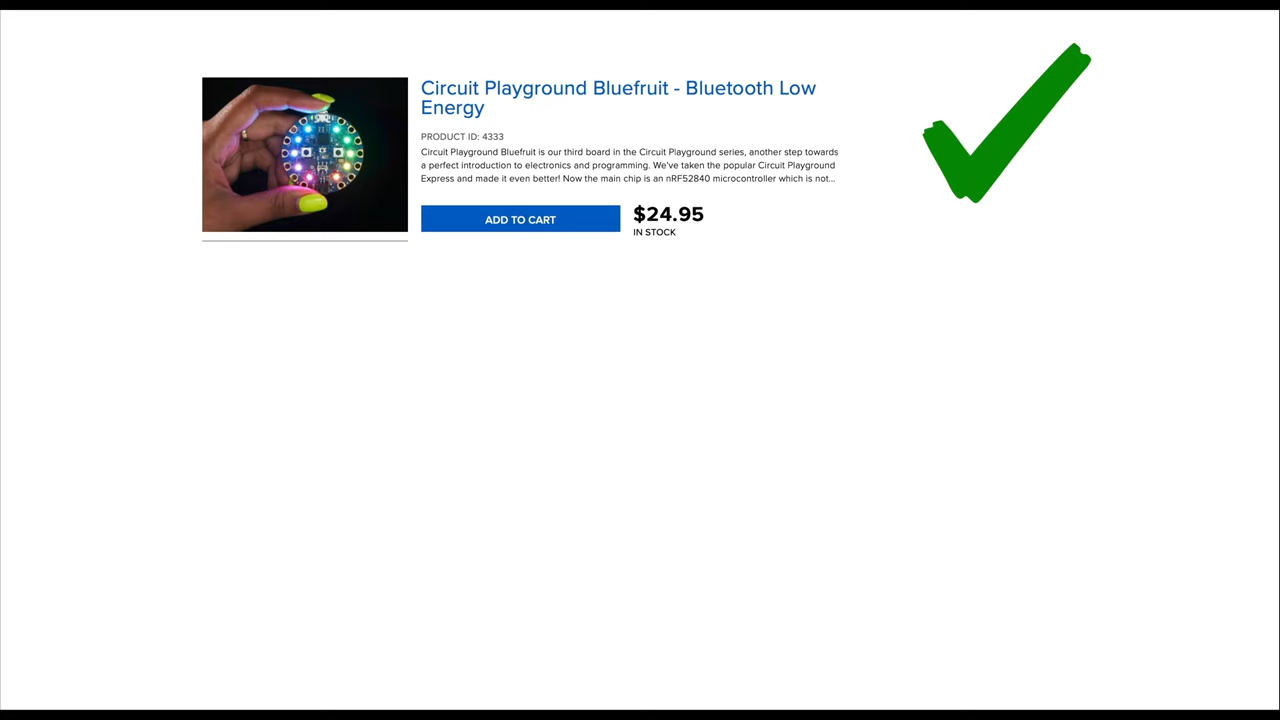 Circuit Playground Bluefruit - Bluetooth Low
Energy
PRODUCT ID: 4333
Circuit Playground Bluefruit is our third board in the Circuit Playground series, another step towards
a perfect introduction to electronics and programming. We've taken the popular Circuit Playground
Express and made it even better! Now the main chip is an nRF52840 microcontroller which is not...
ADD TO CART
$24.95
IN STOCK